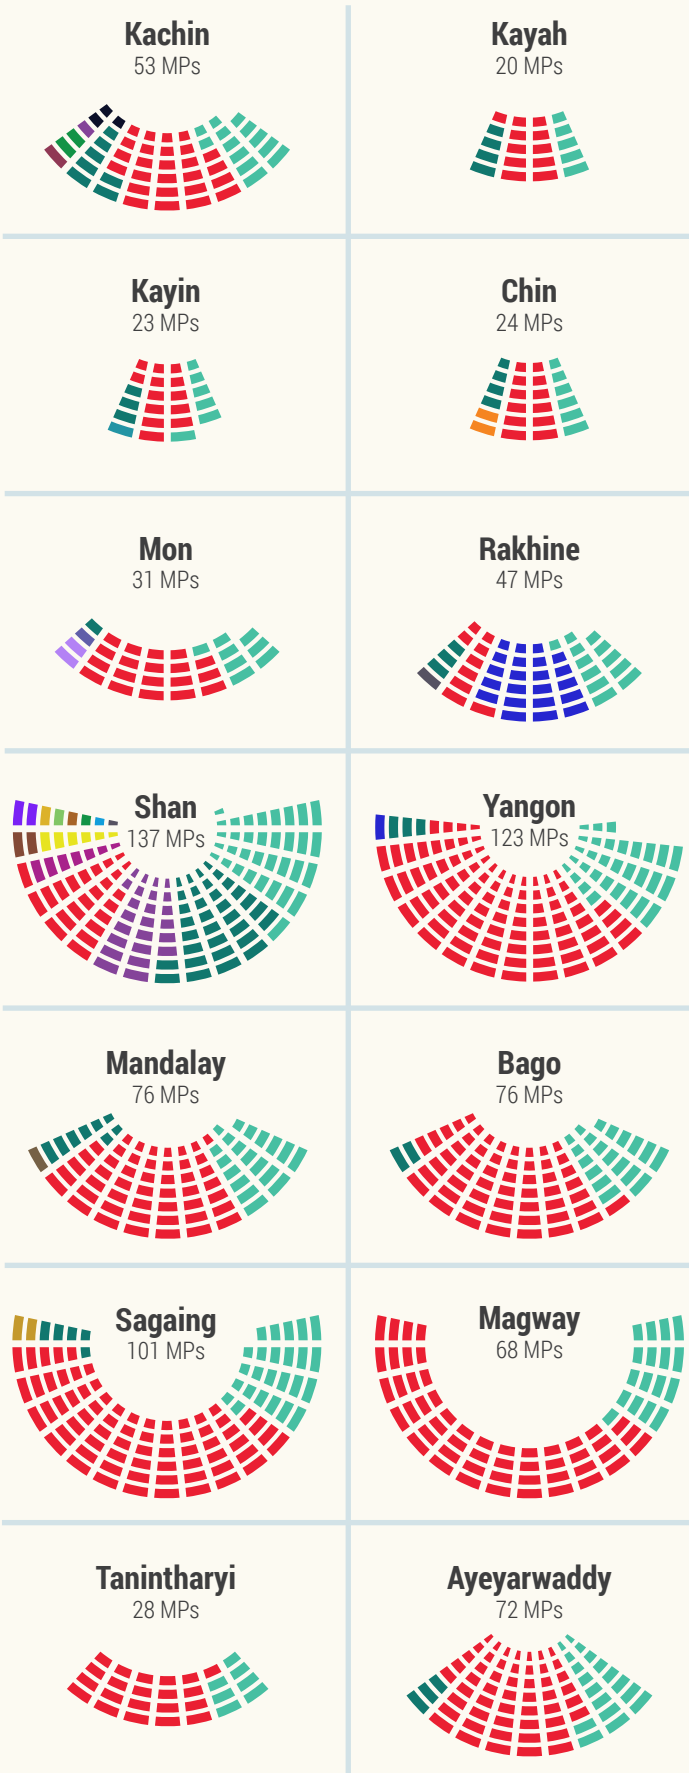 Kachin
53 MPs
Kayah
20 MPs
Kayin
23 MPs
Chin
24 MPs
Mon
31 MPs
Rakhine
47 MPs
Shan
137 MPs
Yangon
123 MPs
Mandalay
76 MPs
Bago
76 MPs
Sagaing
101 MPs
Magway
68 MPs
Tanintharyi
28 MPs
Ayeyarwaddy
72 MPs